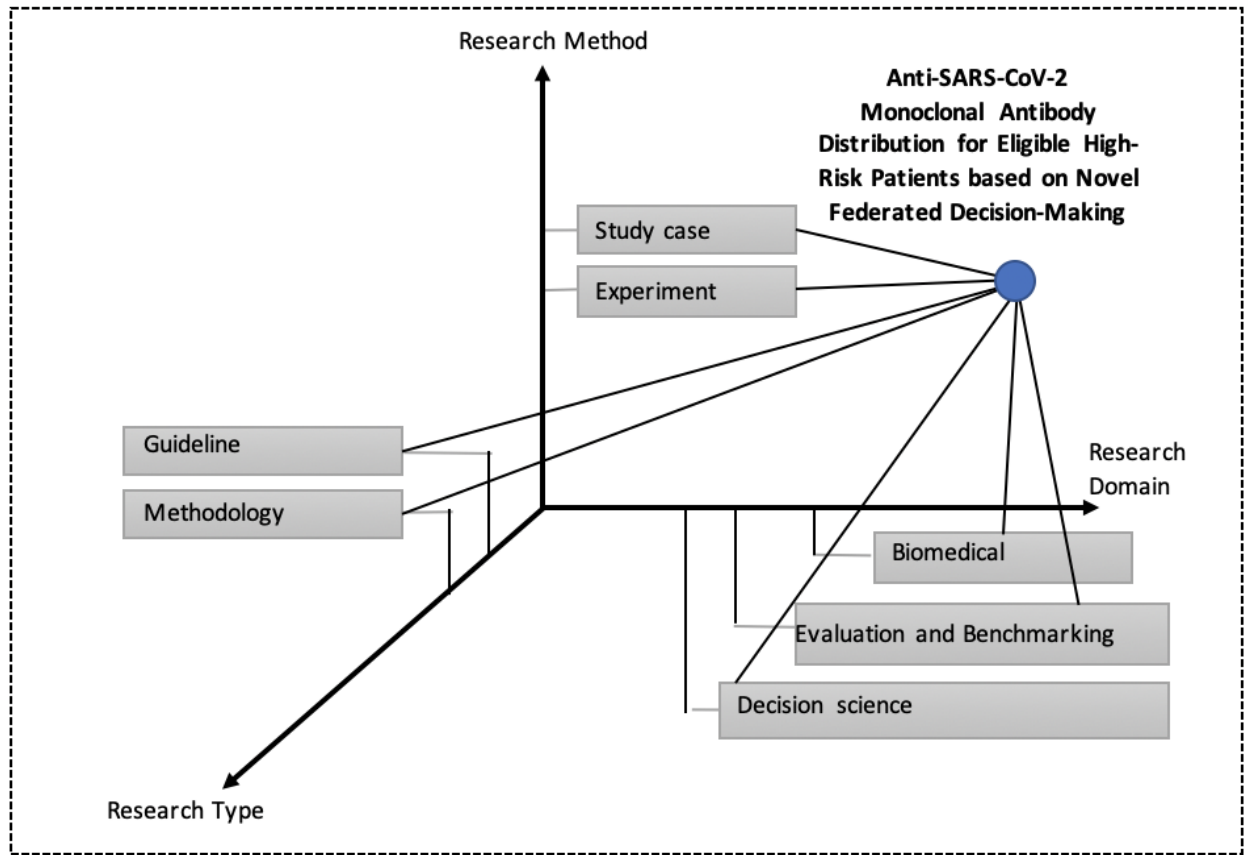 Research Method
Anti-SARS-CoV-2
Monoclonal Antibody
Distribution for Eligible High-
Risk Patients based on Novel
Federated Decision-Making
Study case
Experiment
Guideline
Methodology
Research
Domain
Biomedical
Evaluation and Benchmarking
Decision science
Research Type